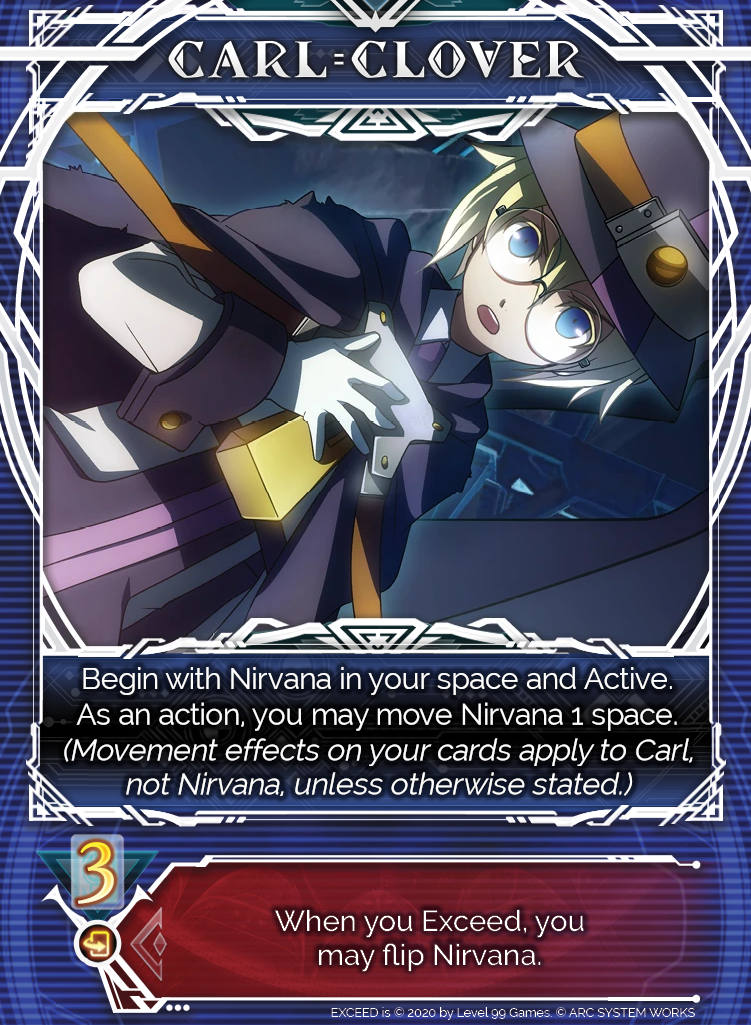 CARL=CLOVER
Begin with Nirvana in your space and Active.
As an action, you may move Nirvana 1 space.
(Movement effects on your cards apply to Carl,
not Nirvana, unless otherwise stated.)
3
When you Exceed, you
may flip Nirvana.
EXCEED is © 2020 by Level 99 Games. © ARC SYSTEM WORKS